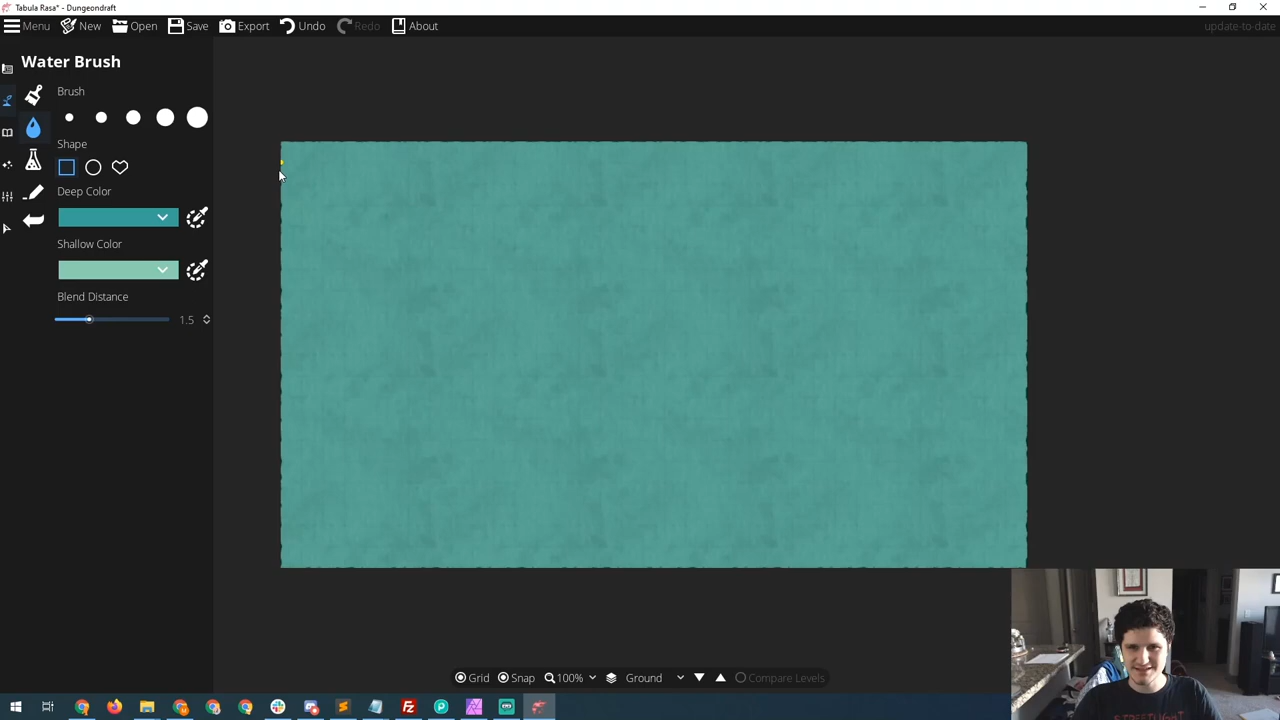 Tabula Rasa* - Dungeondraft
Menu New Open Save Export Undo Redo About update-to-date
Water Brush
Brush
Shape
Deep Color
Shallow Color
Blend Distance
1.5
Grid Snap 100% Ground Compare Levels